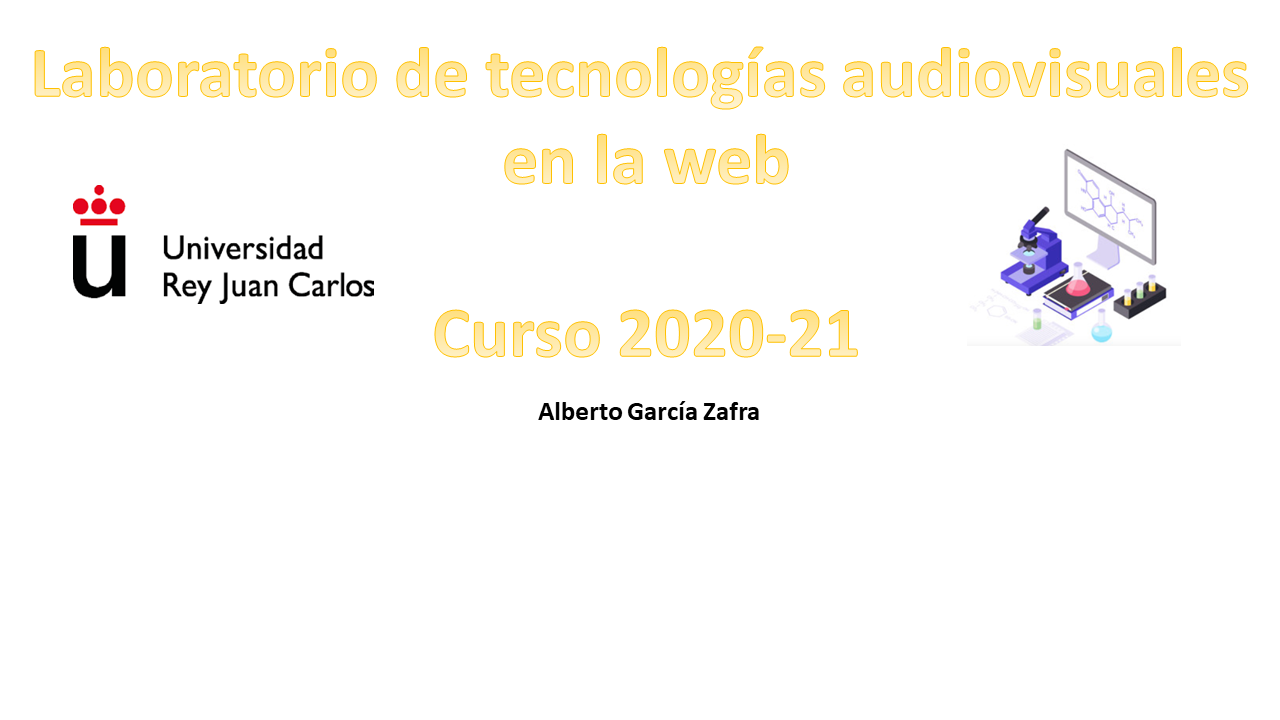 Laboratorio de tecnologías audiovisuales
en la web
Universidad
Rey Juan Carlos
Curso 2020-21
Alberto García Zafra